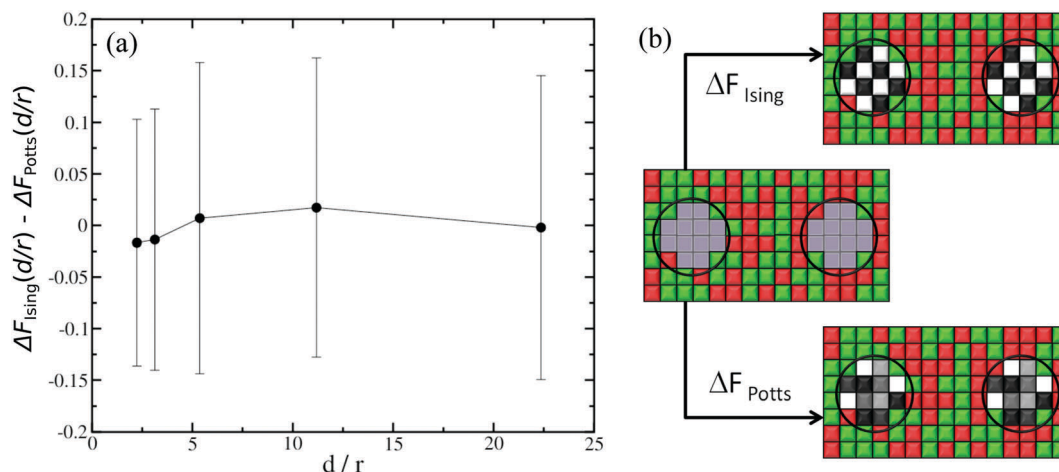 (a)
0.2
0.15
0.1
0.05
0
-0.05
-0.1
-0.15
-0.2
ΔF_Ising(d/r) - ΔF_Potts(d/r)
0 5 10 15 20 25
d / r
(b)
ΔF Ising
ΔF Potts